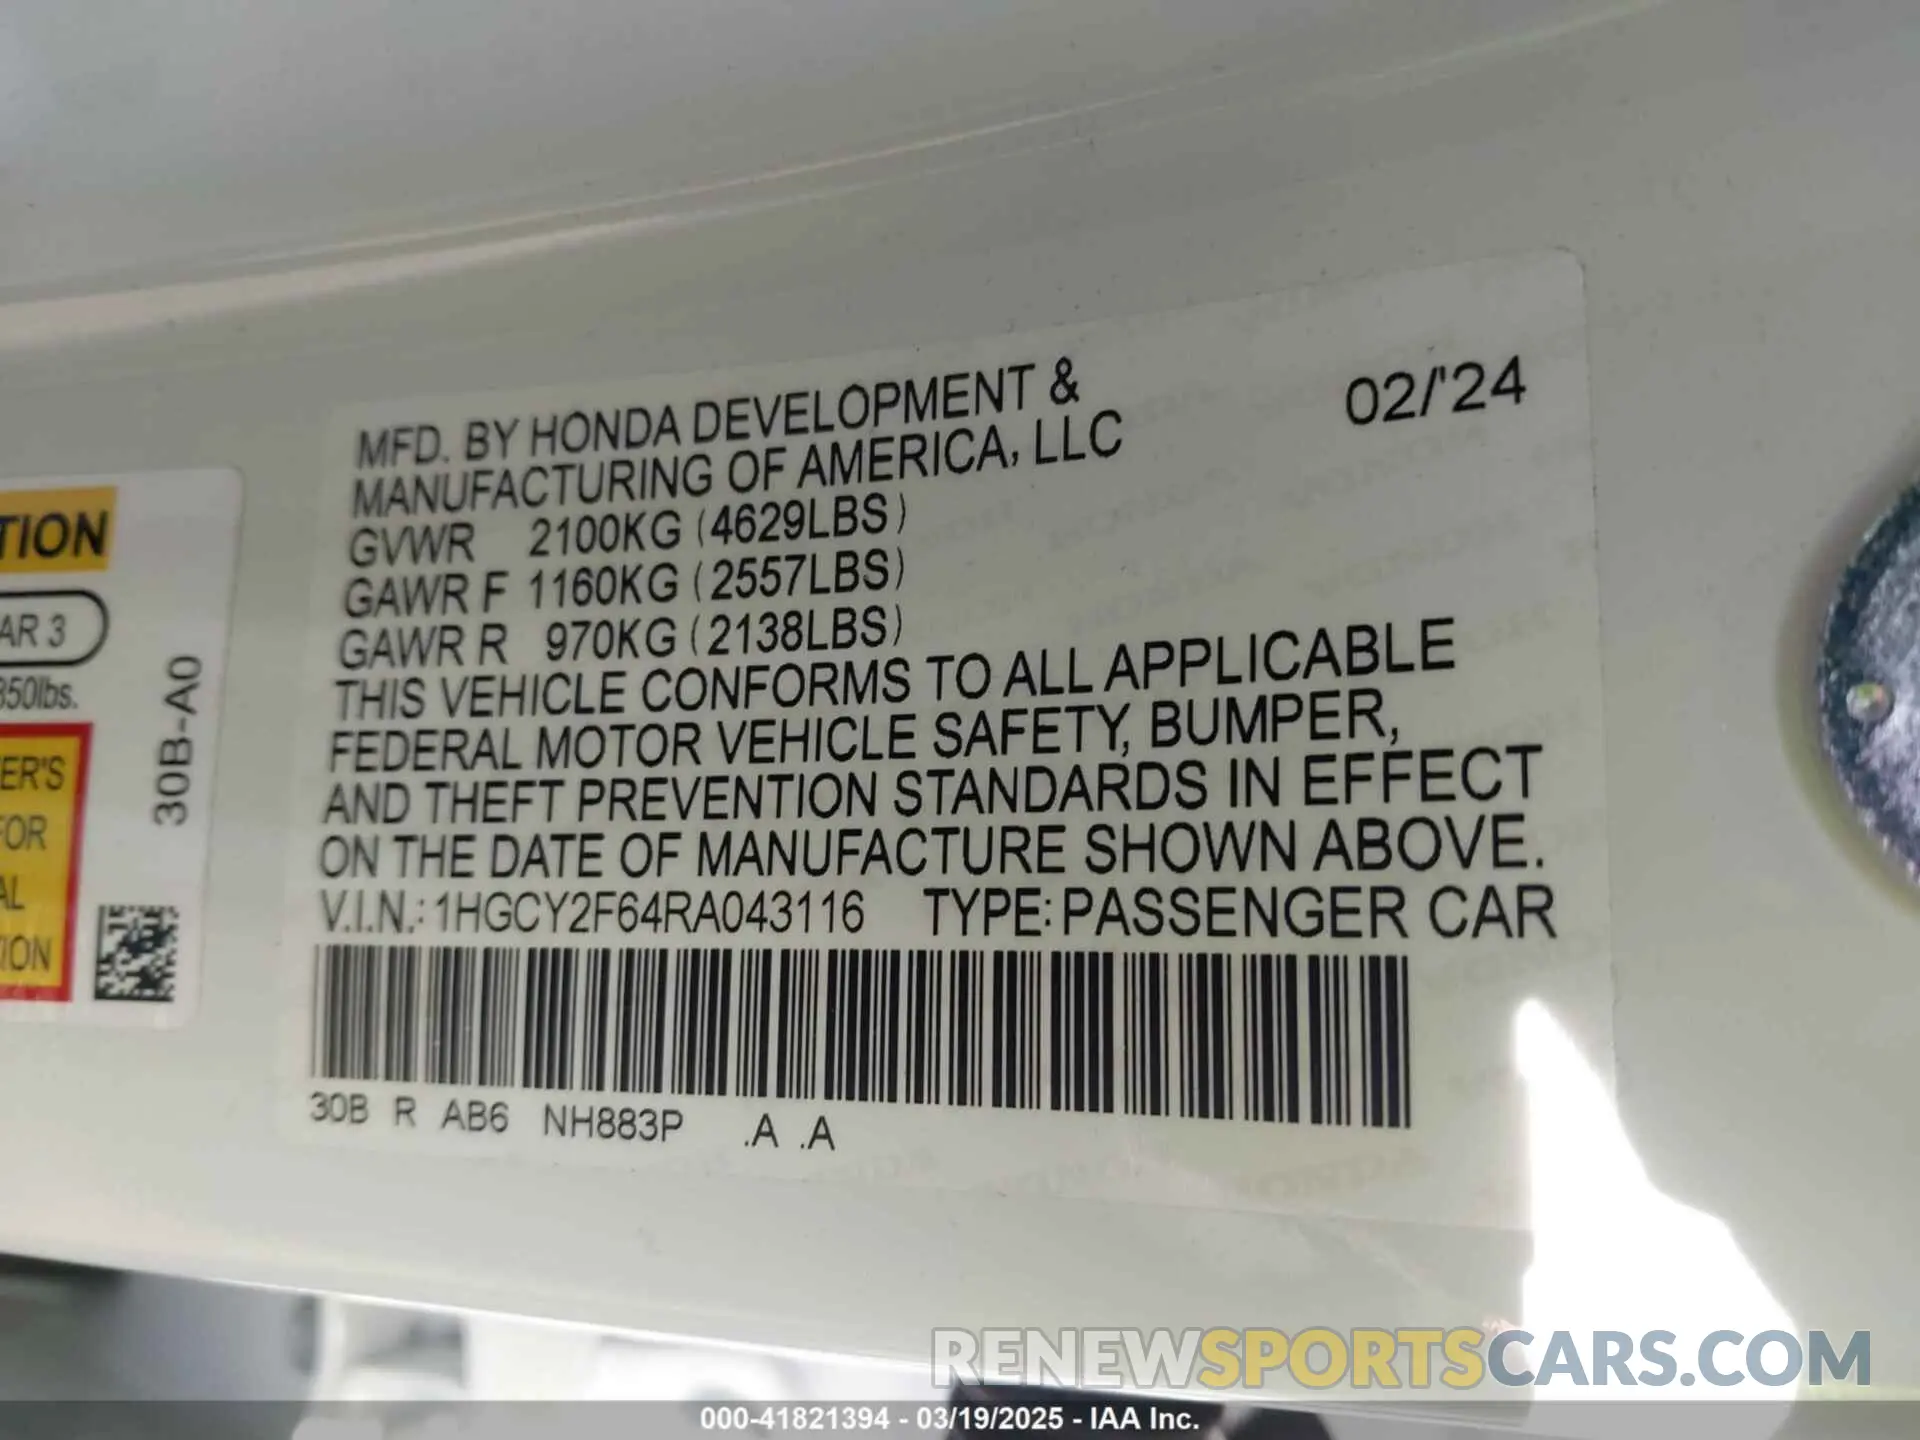 MFD. BY HONDA DEVELOPMENT &
MANUFACTURING OF AMERICA, LLC
02/'24
GVWR 2100KG (4629LBS)
GAWR F 1160KG (2557LBS)
GAWR R 970KG (2138LBS)
THIS VEHICLE CONFORMS TO ALL APPLICABLE
FEDERAL MOTOR VEHICLE SAFETY, BUMPER,
AND THEFT PREVENTION STANDARDS IN EFFECT
ON THE DATE OF MANUFACTURE SHOWN ABOVE.
V.I.N.: 1HGCY2F64RA043116 TYPE: PASSENGER CAR
30B R AB6 NH883P .A .A
TION
AR 3
350lbs.
ER'S
FOR
AL
ION
30B-A0
RENEWSPORTSCARS.COM
000-41821394 - 03/19/2025 - IAA Inc.